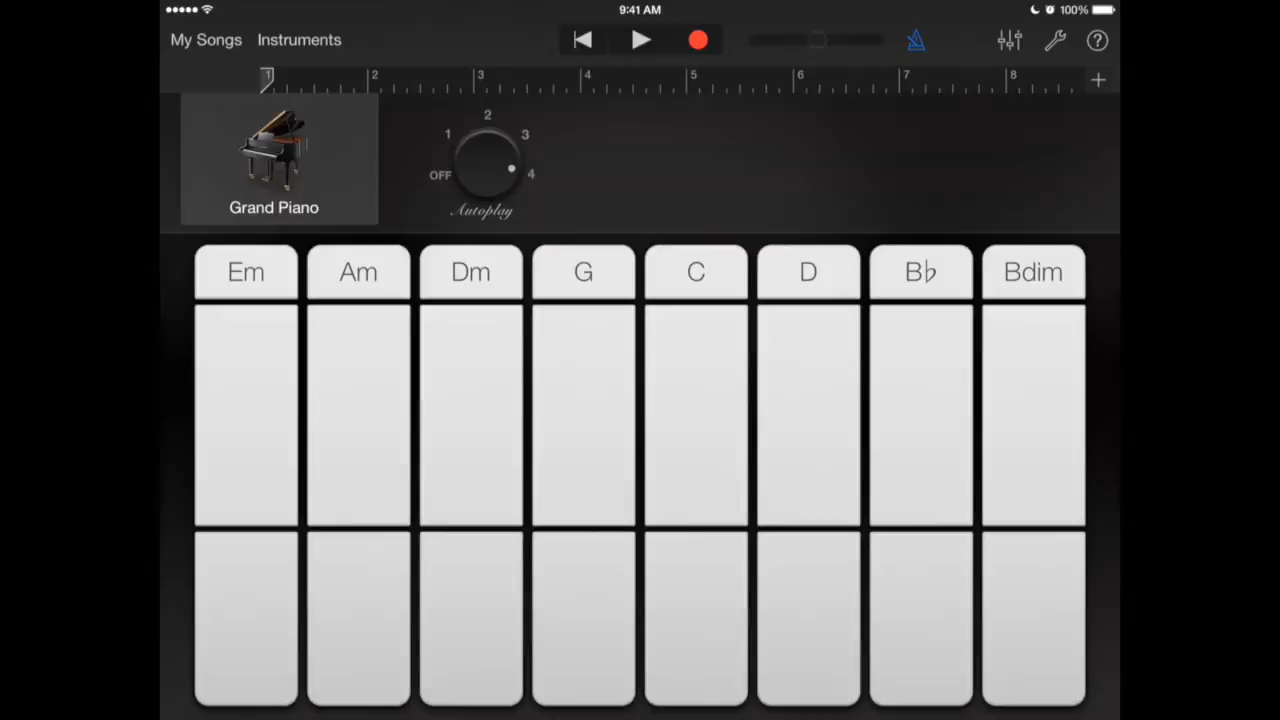 9:41 AM
100%
My Songs Instruments
1 2 3 4 5 6 7 8
2
1 3
OFF 4
Autoplay
Grand Piano
Em Am Dm G C D B♭ Bdim